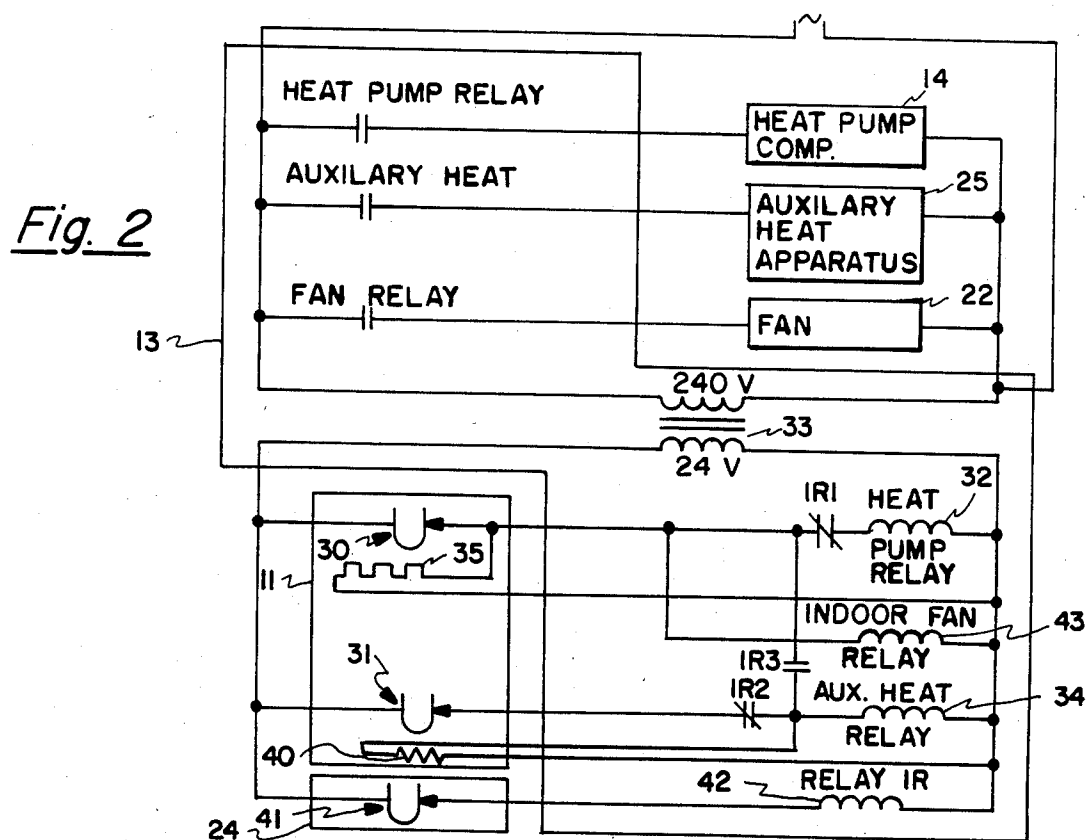 Fig. 2
HEAT PUMP RELAY
14
HEAT PUMP
COMP.
AUXILARY HEAT
25
AUXILARY
HEAT
APPARATUS
FAN RELAY
22
FAN
13
240 V
33
24 V
1R1
HEAT
32
PUMP
RELAY
30
35
11
INDOOR FAN
43
RELAY
31
1R3
1R2
AUX. HEAT
34
RELAY
40
RELAY 1R
42
41
24